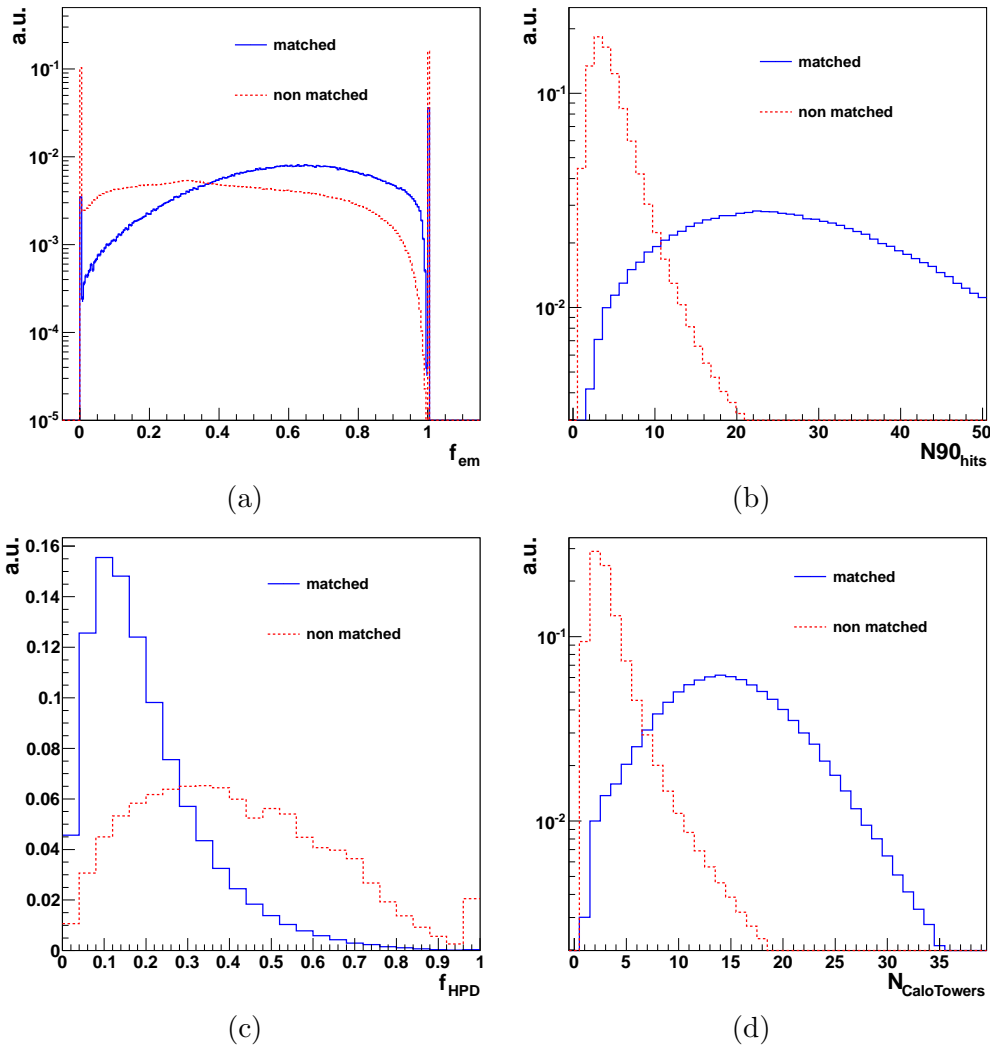 a.u.
matched
non matched
10^-1
10^-2
10^-3
10^-4
10^-5
0 0.2 0.4 0.6 0.8 1
f_em
(a)
a.u.
matched
non matched
10^-1
10^-2
0 10 20 30 40 50
N90_hits
(b)
a.u.
matched
non matched
0.16
0.14
0.12
0.1
0.08
0.06
0.04
0.02
0
0 0.1 0.2 0.3 0.4 0.5 0.6 0.7 0.8 0.9 1
f_HPD
(c)
a.u.
matched
non matched
10^-1
10^-2
0 5 10 15 20 25 30 35
N_CaloTowers
(d)